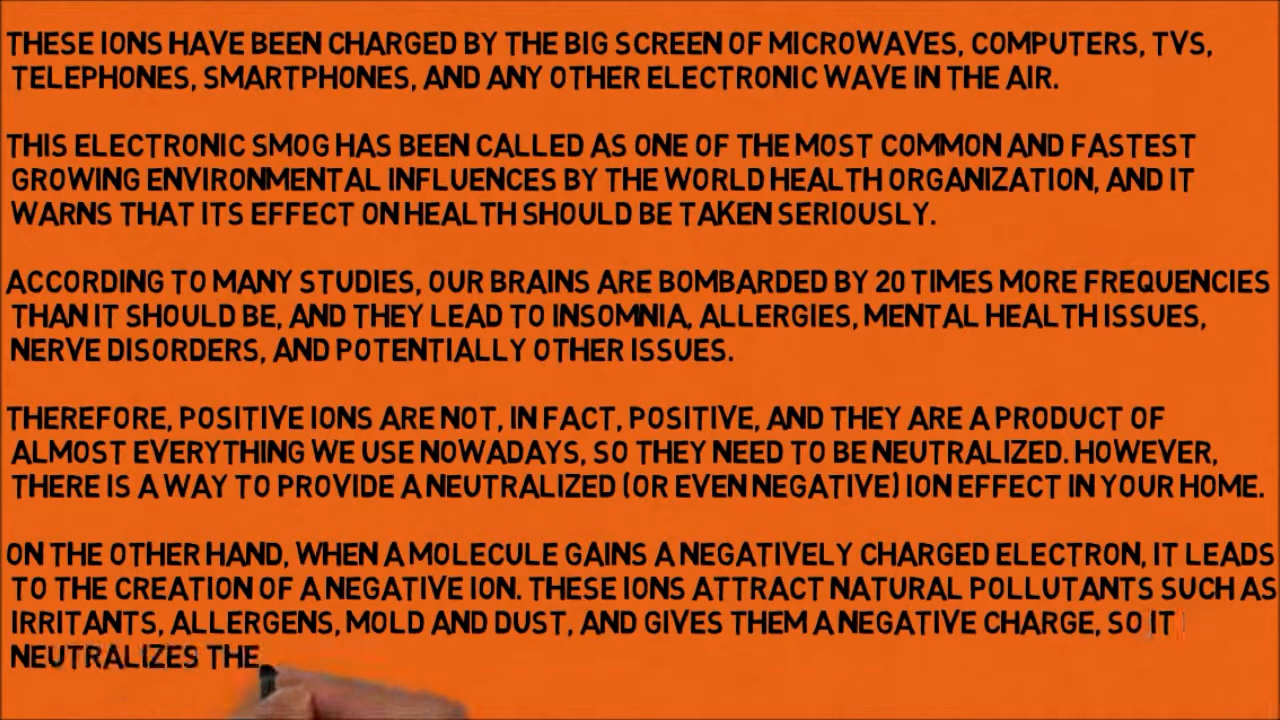 THESE IONS HAVE BEEN CHARGED BY THE BIG SCREEN OF MICROWAVES, COMPUTERS, TVS,
TELEPHONES, SMARTPHONES, AND ANY OTHER ELECTRONIC WAVE IN THE AIR.
THIS ELECTRONIC SMOG HAS BEEN CALLED AS ONE OF THE MOST COMMON AND FASTEST
GROWING ENVIRONMENTAL INFLUENCES BY THE WORLD HEALTH ORGANIZATION, AND IT
WARNS THAT ITS EFFECT ON HEALTH SHOULD BE TAKEN SERIOUSLY.
ACCORDING TO MANY STUDIES, OUR BRAINS ARE BOMBARDED BY 20 TIMES MORE FREQUENCIES
THAN IT SHOULD BE, AND THEY LEAD TO INSOMNIA, ALLERGIES, MENTAL HEALTH ISSUES,
NERVE DISORDERS, AND POTENTIALLY OTHER ISSUES.
THEREFORE, POSITIVE IONS ARE NOT, IN FACT, POSITIVE, AND THEY ARE A PRODUCT OF
ALMOST EVERYTHING WE USE NOWADAYS, SO THEY NEED TO BE NEUTRALIZED. HOWEVER,
THERE IS A WAY TO PROVIDE A NEUTRALIZED (OR EVEN NEGATIVE) ION EFFECT IN YOUR HOME.
ON THE OTHER HAND, WHEN A MOLECULE GAINS A NEGATIVELY CHARGED ELECTRON, IT LEADS
TO THE CREATION OF A NEGATIVE ION. THESE IONS ATTRACT NATURAL POLLUTANTS SUCH AS
IRRITANTS, ALLERGENS, MOLD AND DUST, AND GIVES THEM A NEGATIVE CHARGE, SO IT
NEUTRALIZES THE